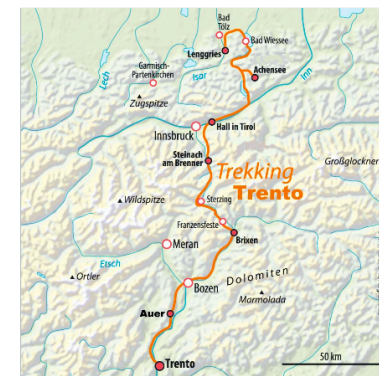 Bad
Tölz
Bad Wiessee
Lenggries
Garmisch-
Partenkirchen
Lech
Isar
Achensee
Inn
Zugspitze
Hall in Tirol
Innsbruck
Steinach
am Brenner
Trekking
Trento
Großglockner
Wildspitze
Sterzing
Franzensfeste
Meran
Brixen
Etsch
Ortler
Bozen
Dolomiten
Marmolada
Auer
Trento
50 km